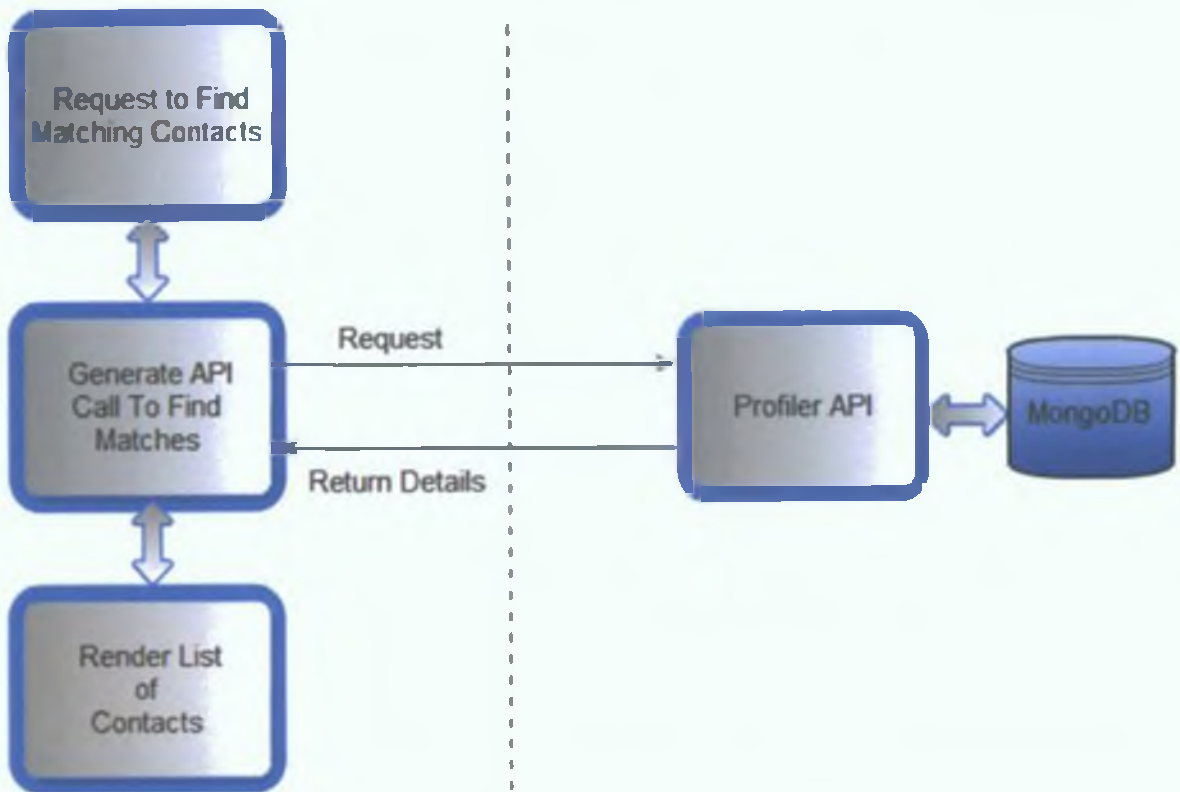 Request to Find
Matching Contacts
Generate API
Call To Find
Matches
Request
Return Details
Profiler API
MongoDB
Render List
of
Contacts